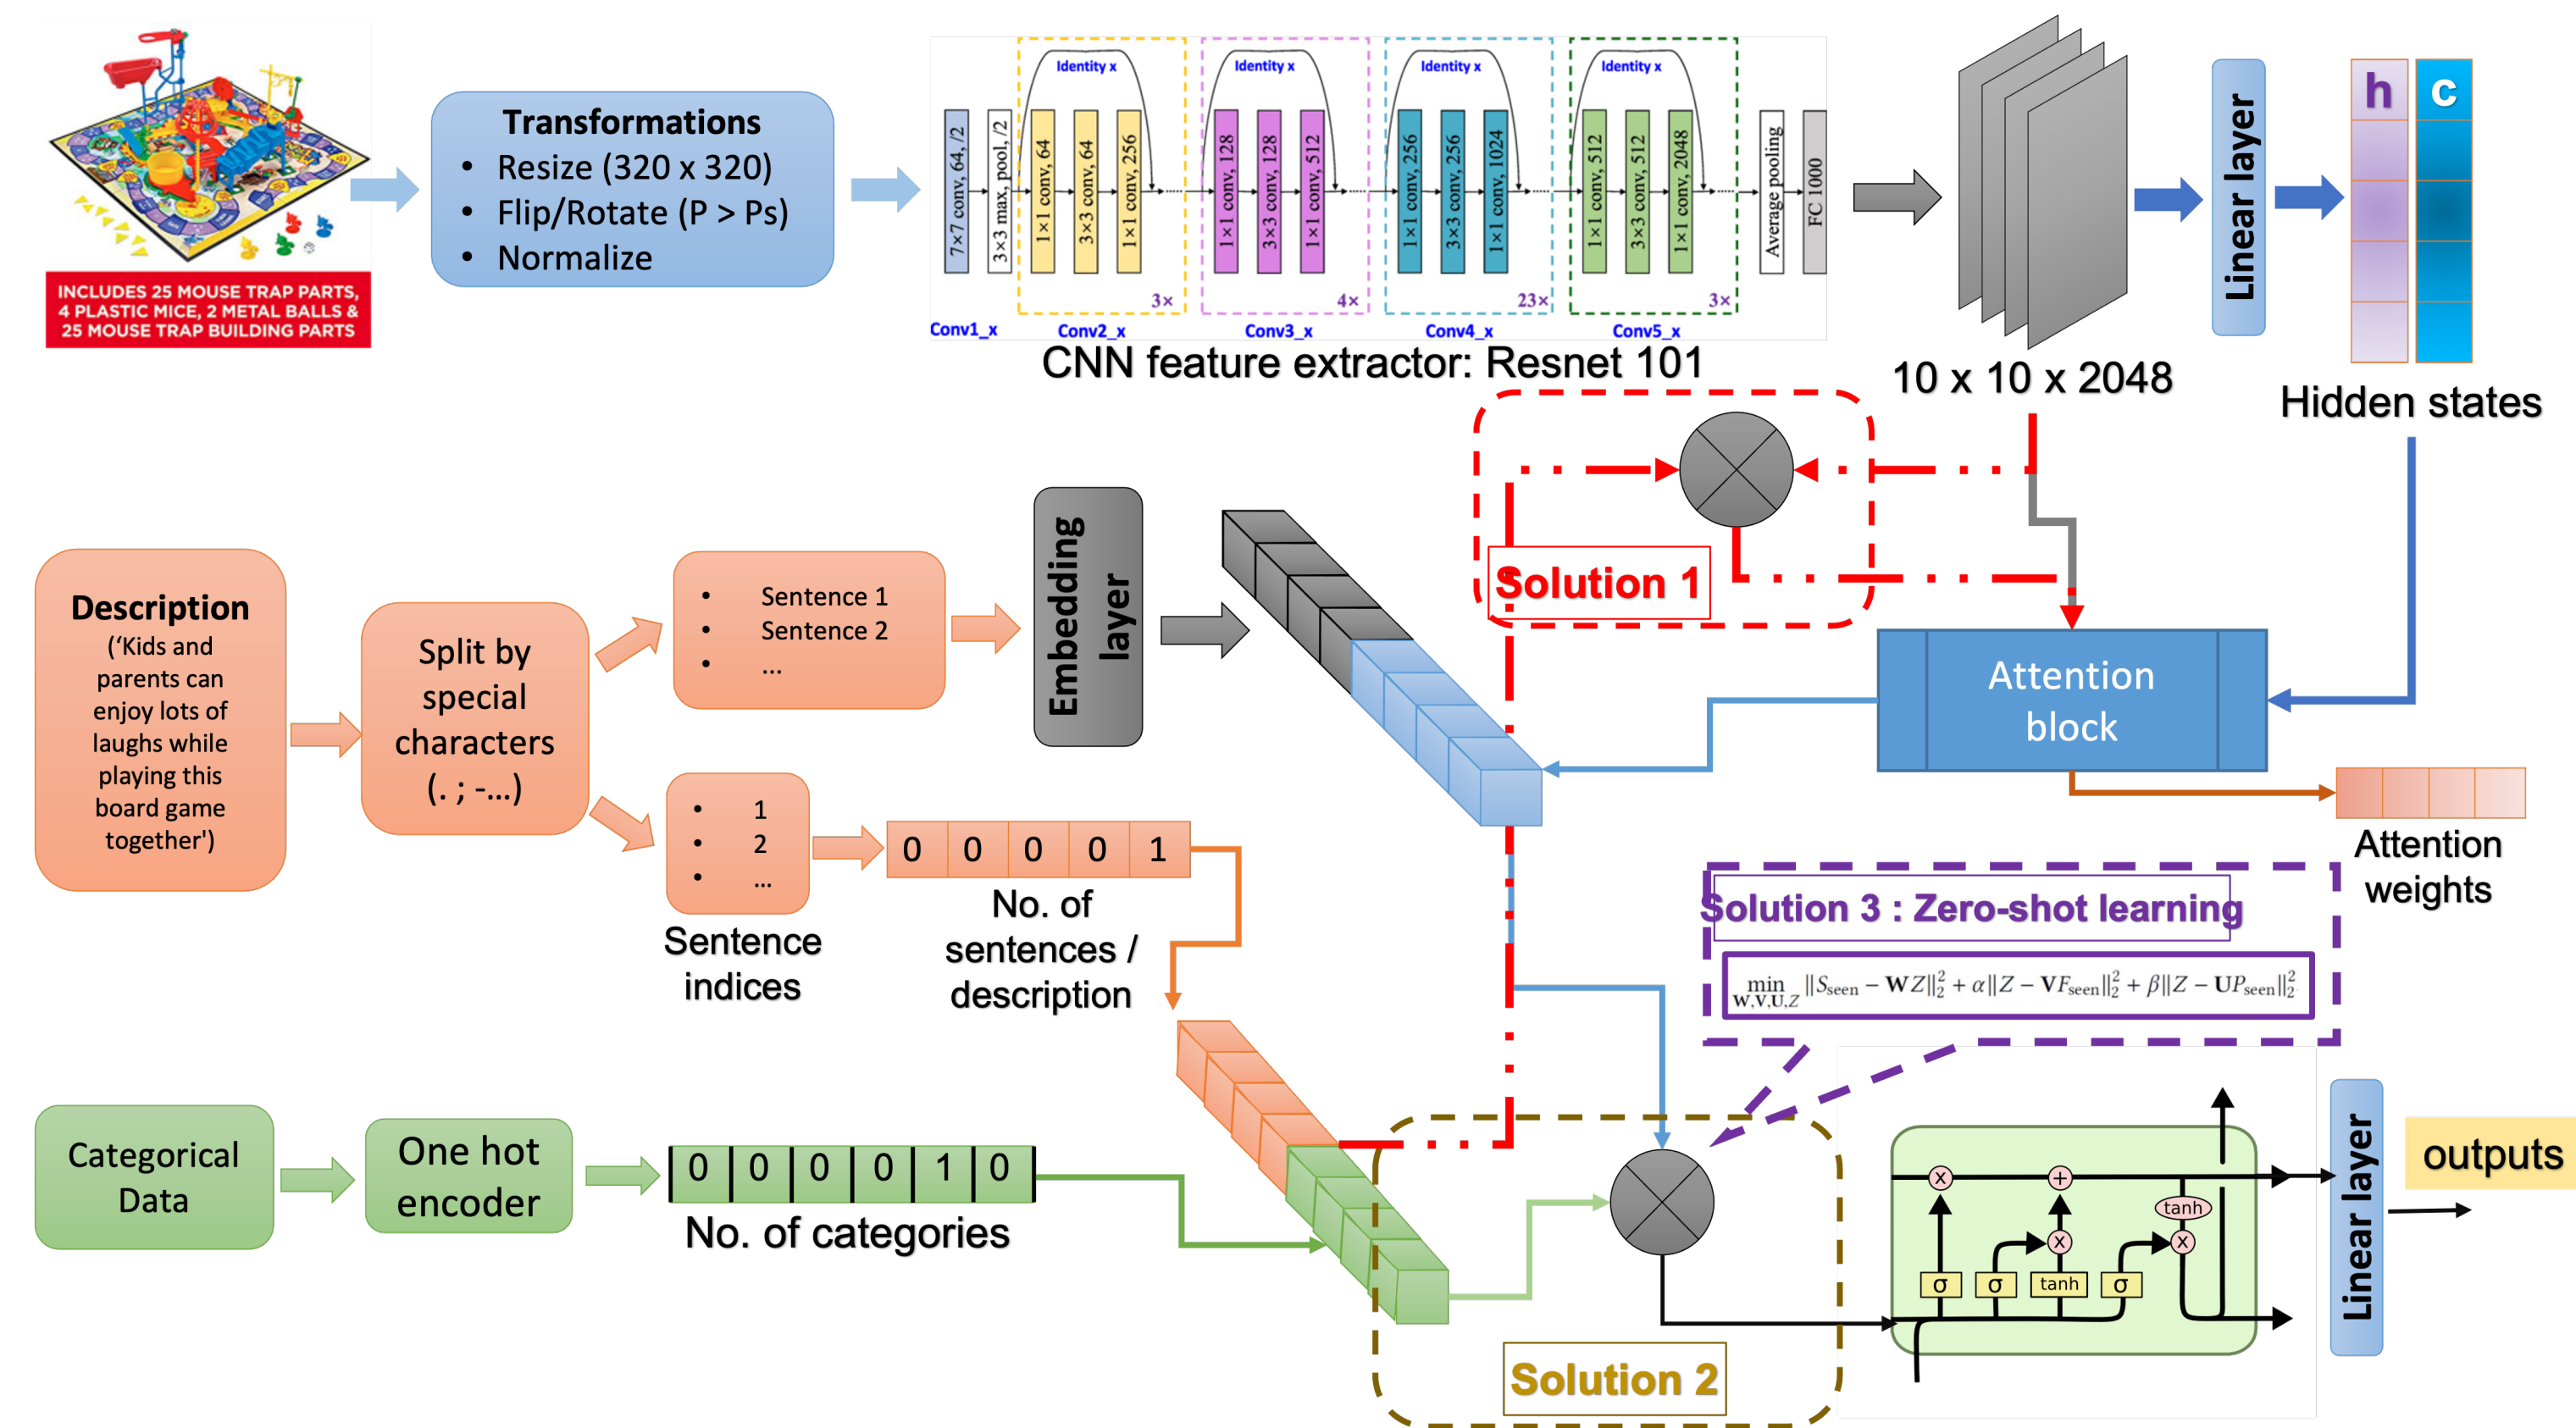 INCLUDES 25 MOUSE TRAP PARTS,
4 PLASTIC MICE, 2 METAL BALLS &
25 MOUSE TRAP BUILDING PARTS
Transformations
• Resize (320 x 320)
• Flip/Rotate (P > Ps)
• Normalize
Identity x
Identity x
Identity x
Identity x
7×7 conv, 64, /2
3×3 max, pool, /2
1×1 conv, 64
3×3 conv, 64
1×1 conv, 256
1×1 conv, 128
3×3 conv, 128
1×1 conv, 512
1×1 conv, 256
3×3 conv, 256
1×1 conv, 1024
1×1 conv, 512
3×3 conv, 512
1×1 conv, 2048
Average pooling
FC 1000
3×
4×
23×
3×
Conv1_x
Conv2_x
Conv3_x
Conv4_x
Conv5_x
CNN feature extractor: Resnet 101
10 x 10 x 2048
Linear layer
h
c
Hidden states
Solution 1
Description
(‘Kids and
parents can
enjoy lots of
laughs while
playing this
board game
together')
Split by
special
characters
(. ; -...)
• Sentence 1
• Sentence 2
• ...
Embedding
layer
• 1
• 2
• ...
Sentence
indices
0 0 0 0 1
No. of
sentences /
description
Attention
block
Attention
weights
Solution 3 : Zero-shot learning
min W,V,U,Z ||S_seen − WZ||²₂ + α||Z − VF_seen||²₂ + β||Z − UP_seen||²₂
Categorical
Data
One hot
encoder
0 0 0 0 1 0
No. of categories
Solution 2
x
+
tanh
x
x
σ
σ
tanh
σ
Linear layer
outputs